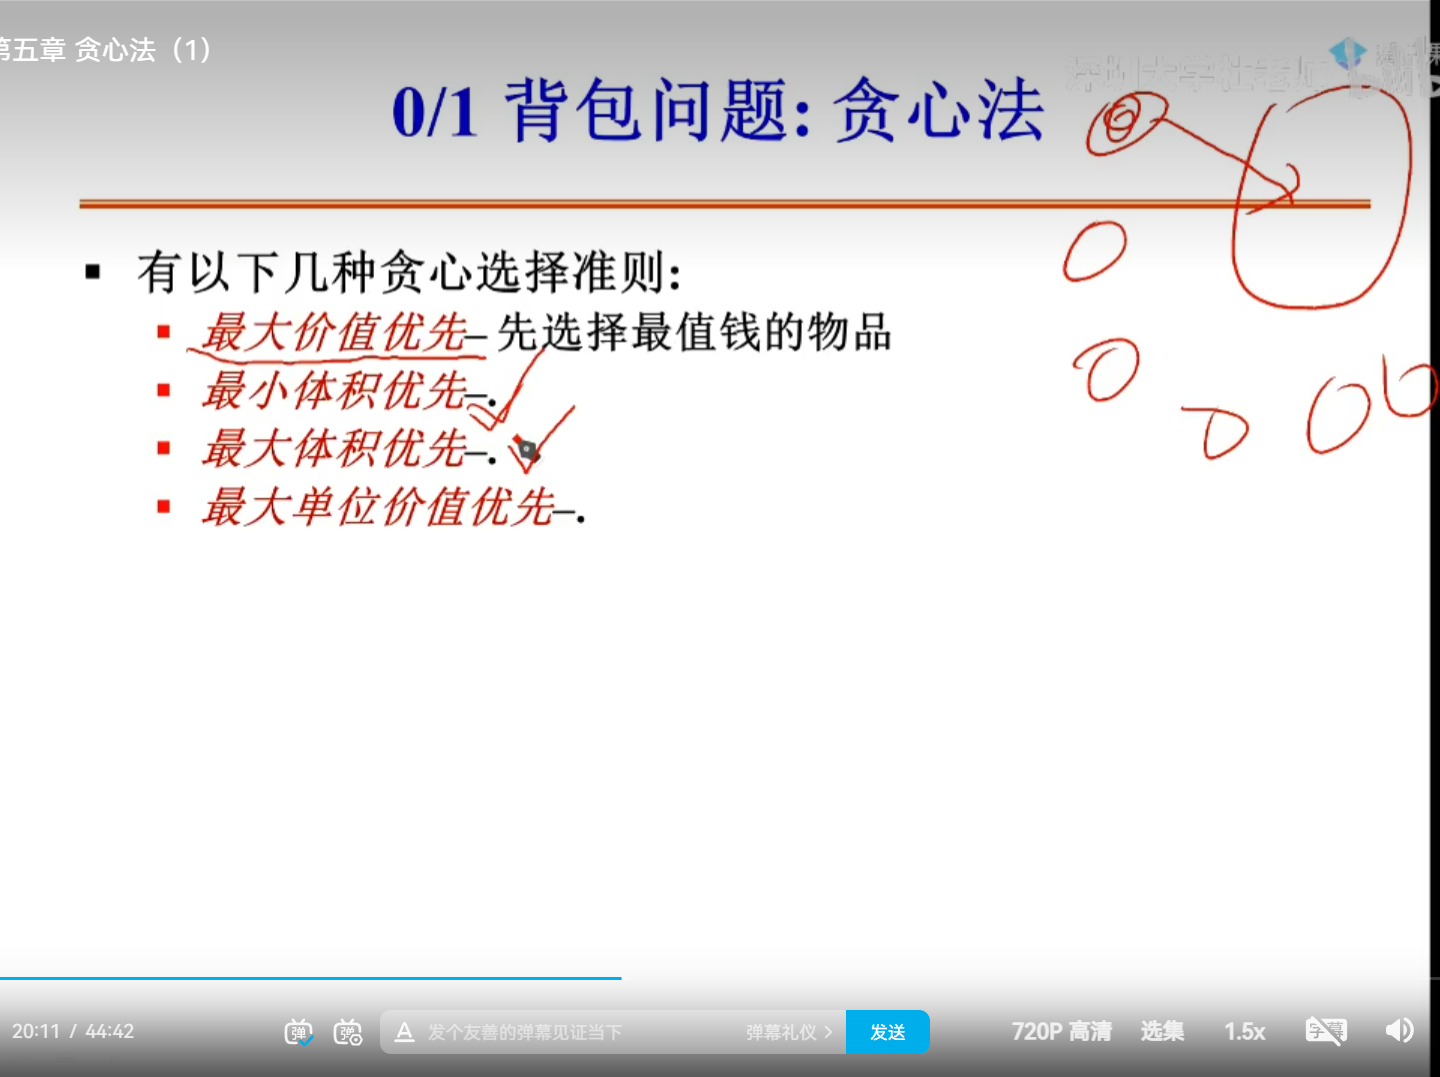 第五章 贪心法（1）
0/1 背包问题: 贪心法
▪ 有以下几种贪心选择准则:
▪ 最大价值优先– 先选择最值钱的物品
▪ 最小体积优先–.
▪ 最大体积优先–.
▪ 最大单位价值优先–.
20:11 / 44:42 弹 弹 A 发个友善的弹幕见证当下 弹幕礼仪 > 发送 720P 高清 选集 1.5x 字幕